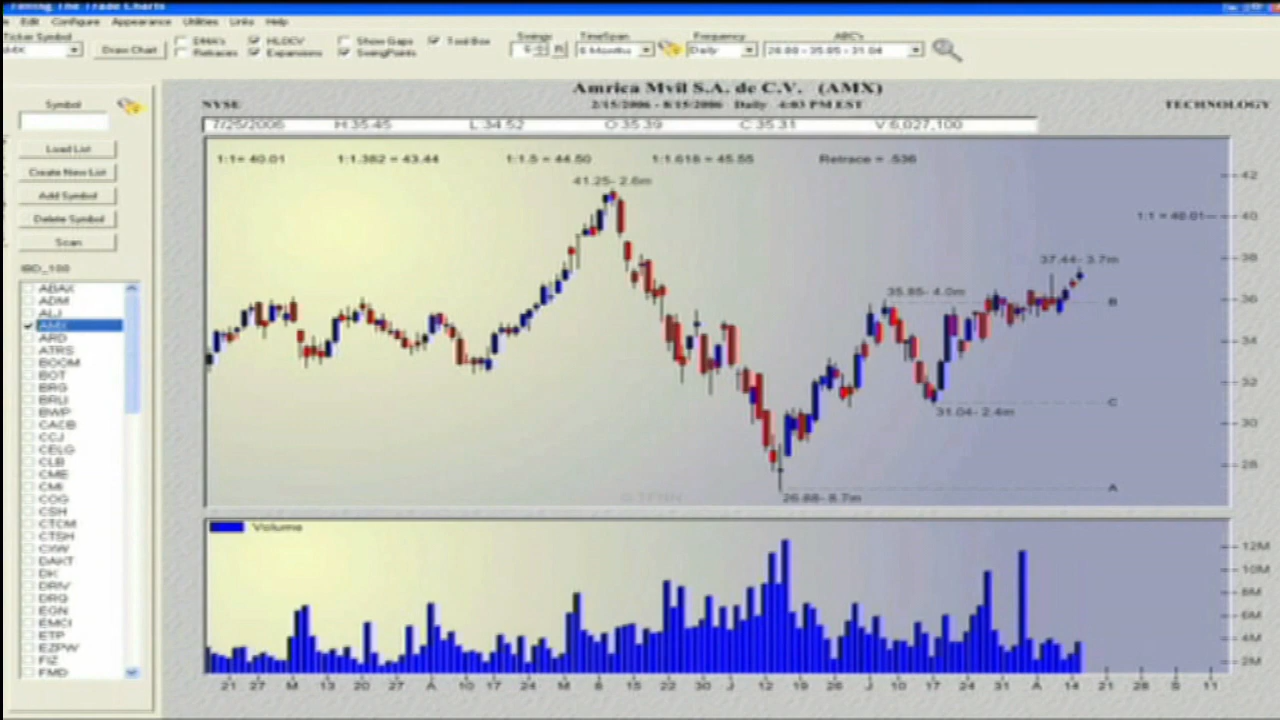 Timing The Trade Charts
Edit Configure Appearance Utilities Links Help
Ticker Symbol
AMX
Draw Chart
DMA's HLOCV Show Gaps Tool Box
Retraces Expansions SwingPoints
Swings TimeSpan Frequency ABC's
6 Months Daily 26.88 - 35.85 - 31.04
Symbol
Load List
Create New List
Add Symbol
Delete Symbol
Scan
IBD_100
ABAX
ADM
ALJ
AMX
ARD
ATRS
BOOM
BOT
BRG
BRLI
BWP
CACB
CCJ
CELG
CLB
CME
CMI
COG
CSH
CTCM
CTSH
CXW
DAKT
DK
DRIV
DRQ
EGN
EMCI
ETP
EZPW
FIZ
FMD
Amrica Mvil S.A. de C.V. (AMX)
NYSE 2/15/2006 - 8/15/2006 Daily 4:03 PM EST TECHNOLOGY
7/25/2006 H:35.45 L:34.52 O:35.39 C:35.31 V:6,027,100
1:1= 40.01 1:1.382 = 43.44 1:1.5 = 44.50 1:1.618 = 45.55 Retrace = .536
41.25- 2.6m
42
1:1 = 40.01
40
37.44- 3.7m
38
35.85- 4.0m
B
36
34
32
31.04- 2.4m
C
30
28
26.88- 8.7m
A
Volume
12M
10M
8M
6M
4M
2M
21 27 M 13 20 27 A 10 17 24 M 8 15 22 30 J 12 19 26 J 10 17 24 31 A 14 21 28 S 11